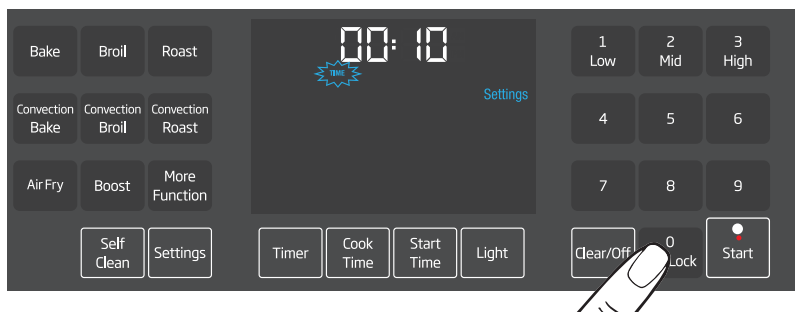 00:10
TIME
Settings
Bake
Broil
Roast
Convection
Bake
Convection
Broil
Convection
Roast
Air Fry
Boost
More
Function
Self
Clean
Settings
Timer
Cook
Time
Start
Time
Light
1
Low
2
Mid
3
High
4
5
6
7
8
9
Clear/Off
0
Lock
Start